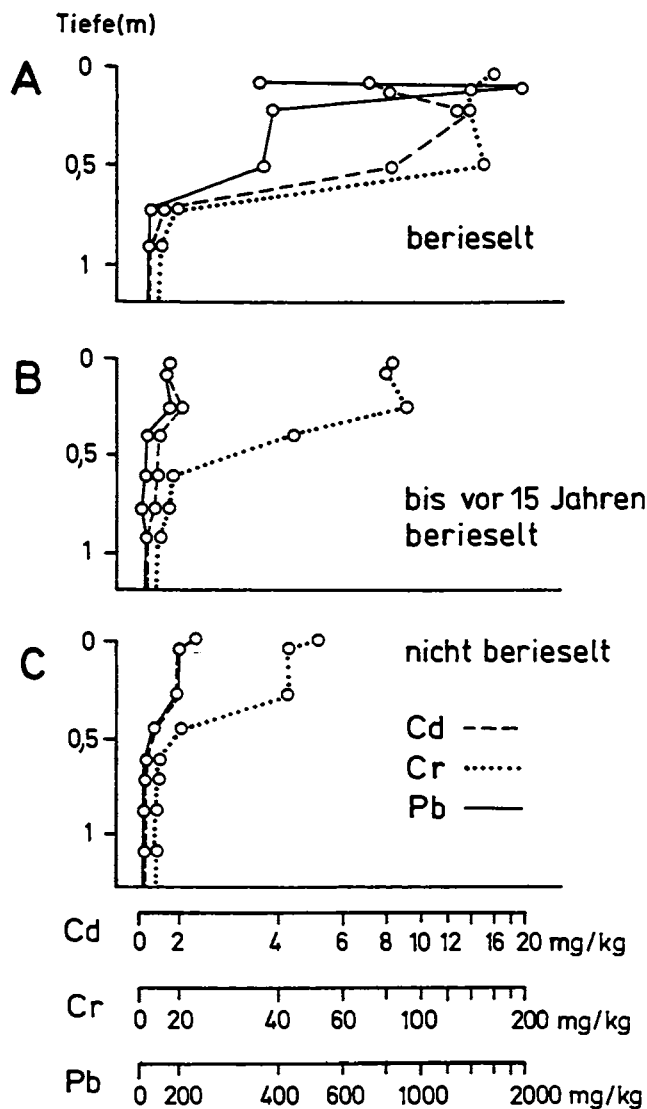 Tiefe(m)
A
0
0,5
1
berieselt
B
0
0,5
1
bis vor 15 Jahren
berieselt
C
0
0,5
1
nicht berieselt
Cd
Cr
Pb
Cd
0 2 4 6 8 10 12 16 20 mg/kg
Cr
0 20 40 60 100 200 mg/kg
Pb
0 200 400 600 1000 2000 mg/kg